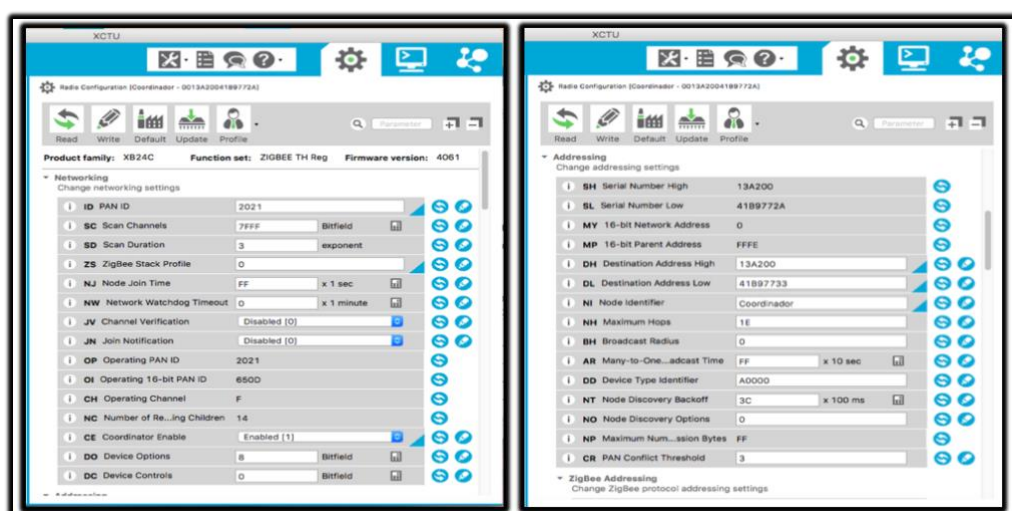 XCTU
Radio Configuration [Coordinador - 0013A20041B9772A]
Read Write Default Update Profile
Parameter
Product family: XB24C Function set: ZIGBEE TH Reg Firmware version: 4061
Networking
Change networking settings
i ID PAN ID 2021
i SC Scan Channels 7FFF Bitfield
i SD Scan Duration 3 exponent
i ZS ZigBee Stack Profile 0
i NJ Node Join Time FF x 1 sec
i NW Network Watchdog Timeout 0 x 1 minute
i JV Channel Verification Disabled [0]
i JN Join Notification Disabled [0]
i OP Operating PAN ID 2021
i OI Operating 16-bit PAN ID 650D
i CH Operating Channel F
i NC Number of Re...ing Children 14
i CE Coordinator Enable Enabled [1]
i DO Device Options 8 Bitfield
i DC Device Controls 0 Bitfield
XCTU
Radio Configuration [Coordinador - 0013A20041B9772A]
Read Write Default Update Profile
Parameter
Addressing
Change addressing settings
i SH Serial Number High 13A200
i SL Serial Number Low 41B9772A
i MY 16-bit Network Address 0
i MP 16-bit Parent Address FFFE
i DH Destination Address High 13A200
i DL Destination Address Low 41B97733
i NI Node Identifier Coordinador
i NH Maximum Hops 1E
i BH Broadcast Radius 0
i AR Many-to-One...adcast Time FF x 10 sec
i DD Device Type Identifier A0000
i NT Node Discovery Backoff 3C x 100 ms
i NO Node Discovery Options 0
i NP Maximum Num...ssion Bytes FF
i CR PAN Conflict Threshold 3
ZigBee Addressing
Change ZigBee protocol addressing settings